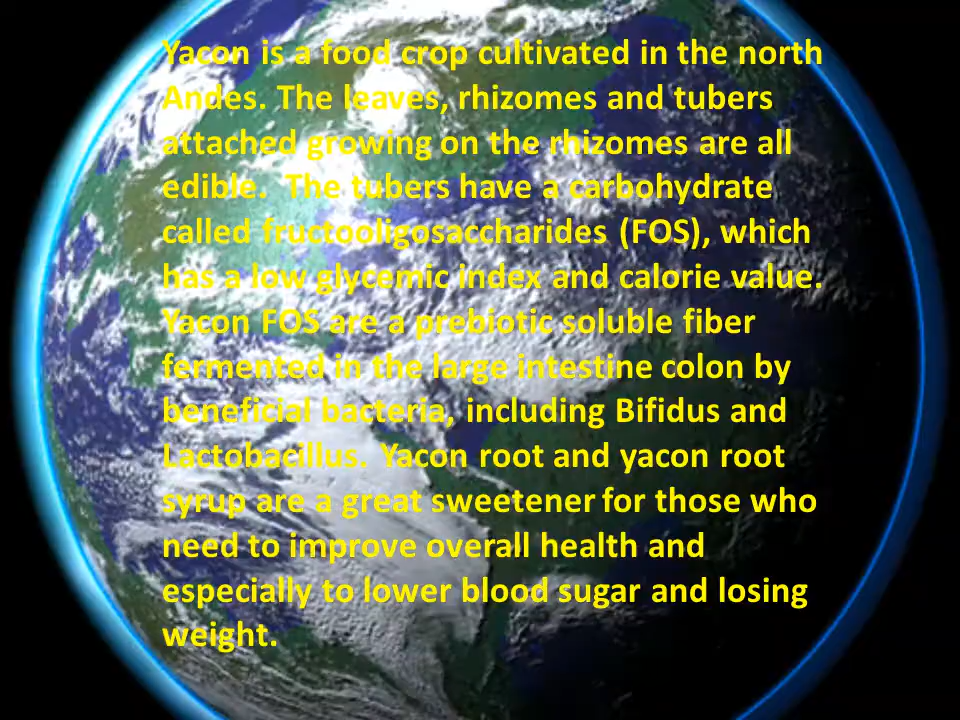 Yacon is a food crop cultivated in the north
Andes. The leaves, rhizomes and tubers
attached growing on the rhizomes are all
edible.  The tubers have a carbohydrate
called fructooligosaccharides (FOS), which
has a low glycemic index and calorie value.
Yacon FOS are a prebiotic soluble fiber
fermented in the large intestine colon by
beneficial bacteria, including Bifidus and
Lactobacillus.  Yacon root and yacon root
syrup are a great sweetener for those who
need to improve overall health and
especially to lower blood sugar and losing
weight.